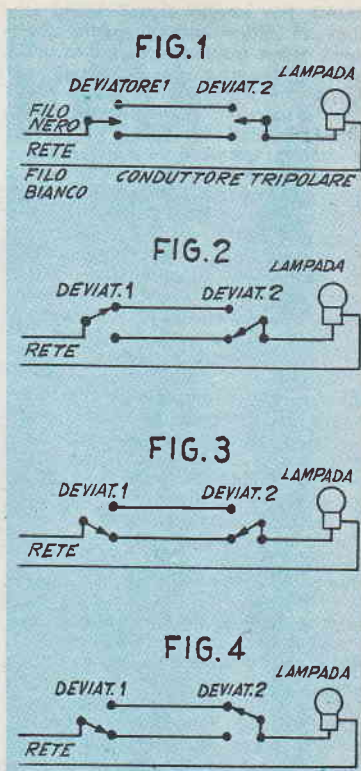 FIG.1
LAMPADA
DEVIATORE 1 DEVIAT. 2
FILO
NERO
RETE
FILO
BIANCO
CONDUTTORE TRIPOLARE
FIG.2
LAMPADA
DEVIAT. 1 DEVIAT. 2
RETE
FIG.3
LAMPADA
DEVIAT. 1 DEVIAT. 2
RETE
FIG.4
LAMPADA
DEVIAT. 1 DEVIAT. 2
RETE